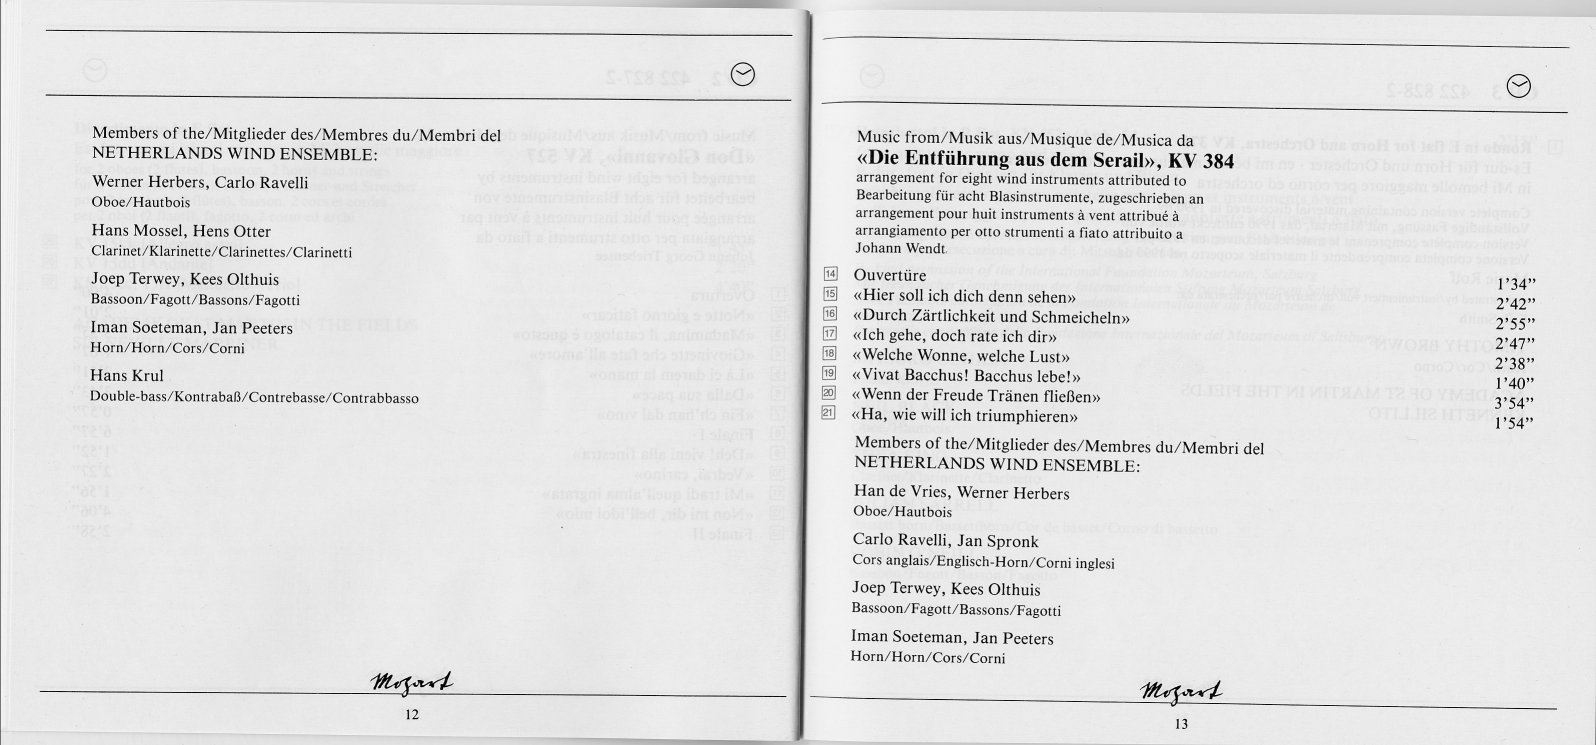 Members of the/Mitglieder des/Membres du/Membri del
NETHERLANDS WIND ENSEMBLE:
Werner Herbers, Carlo Ravelli
Oboe/Hautbois
Hans Mossel, Hens Otter
Clarinet/Klarinette/Clarinettes/Clarinetti
Joep Terwey, Kees Olthuis
Bassoon/Fagott/Bassons/Fagotti
Iman Soeteman, Jan Peeters
Horn/Horn/Cors/Corni
Hans Krul
Double-bass/Kontrabaß/Contrebasse/Contrabbasso
Mozart
12
Music from/Musik aus/Musique de/Musica da
«Die Entführung aus dem Serail», KV 384
arrangement for eight wind instruments attributed to
Bearbeitung für acht Blasinstrumente, zugeschrieben an
arrangement pour huit instruments à vent attribué à
arrangiamento per otto strumenti a fiato attribuito a
Johann Wendt.
14 Ouvertüre 1’34”
15 «Hier soll ich dich denn sehen» 2’42”
16 «Durch Zärtlichkeit und Schmeicheln» 2’55”
17 «Ich gehe, doch rate ich dir» 2’47”
18 «Welche Wonne, welche Lust» 2’38”
19 «Vivat Bacchus! Bacchus lebe!» 1’40”
20 «Wenn der Freude Tränen fließen» 3’54”
21 «Ha, wie will ich triumphieren» 1’54”
Members of the/Mitglieder des/Membres du/Membri del
NETHERLANDS WIND ENSEMBLE:
Han de Vries, Werner Herbers
Oboe/Hautbois
Carlo Ravelli, Jan Spronk
Cors anglais/Englisch-Horn/Corni inglesi
Joep Terwey, Kees Olthuis
Bassoon/Fagott/Bassons/Fagotti
Iman Soeteman, Jan Peeters
Horn/Horn/Cors/Corni
Mozart
13